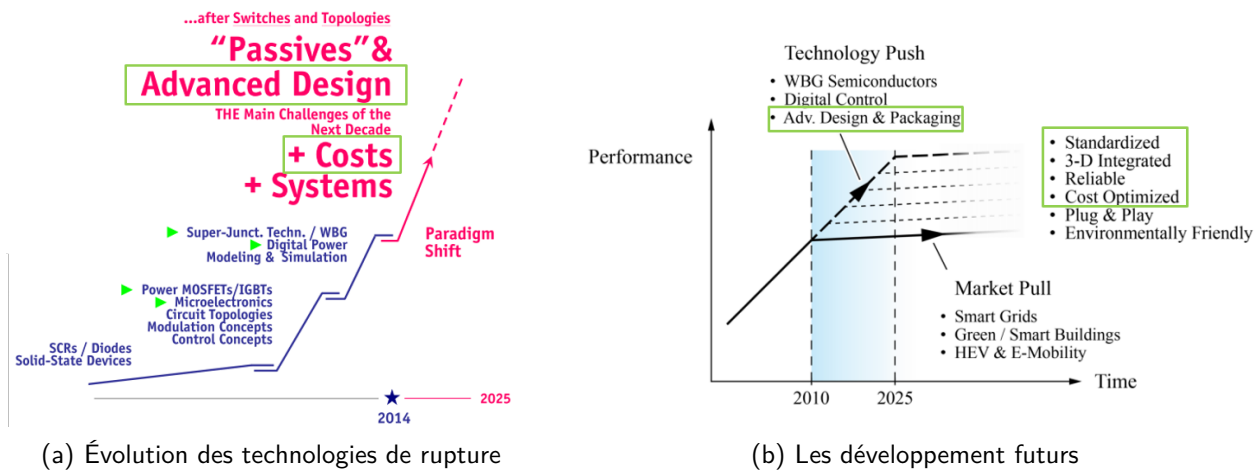 ...after Switches and Topologies
“Passives”&
Advanced Design
THE Main Challenges of the
Next Decade
+ Costs
+ Systems
Super-Junct. Techn. / WBG
Digital Power
Modeling & Simulation
Paradigm
Shift
Power MOSFETs/IGBTs
Microelectronics
Circuit Topologies
Modulation Concepts
Control Concepts
SCRs / Diodes
Solid-State Devices
2014
2025
(a) Évolution des technologies de rupture
Technology Push
• WBG Semiconductors
• Digital Control
• Adv. Design & Packaging
Performance
• Standardized
• 3-D Integrated
• Reliable
• Cost Optimized
• Plug & Play
• Environmentally Friendly
Market Pull
• Smart Grids
• Green / Smart Buildings
• HEV & E-Mobility
Time
2010
2025
(b) Les développement futurs